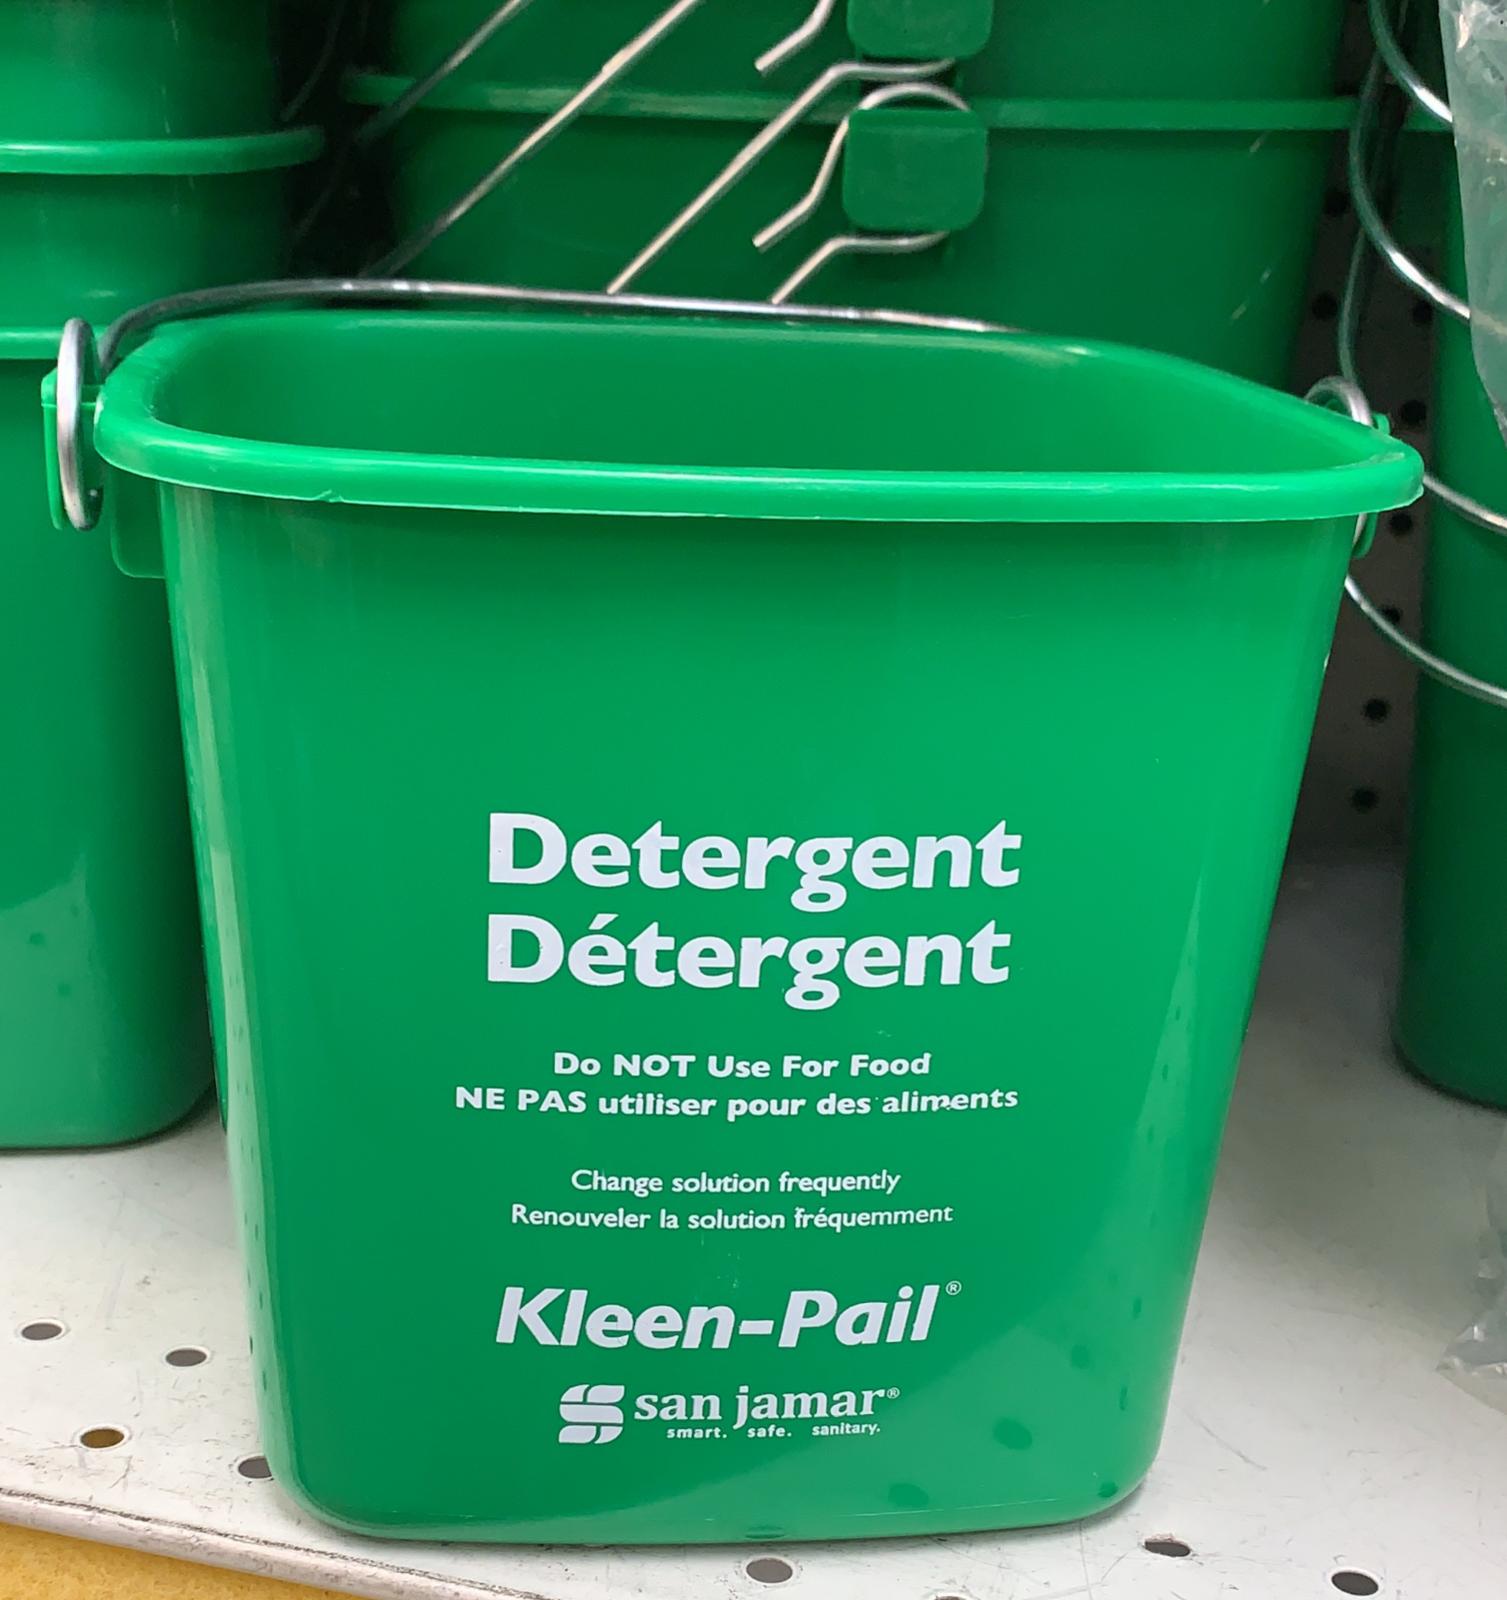 Detergent
Détergent
Do NOT Use For Food
NE PAS utiliser pour des aliments
Change solution frequently
Renouveler la solution fréquemment
Kleen-Pail®
san jamar®
smart. safe. sanitary.